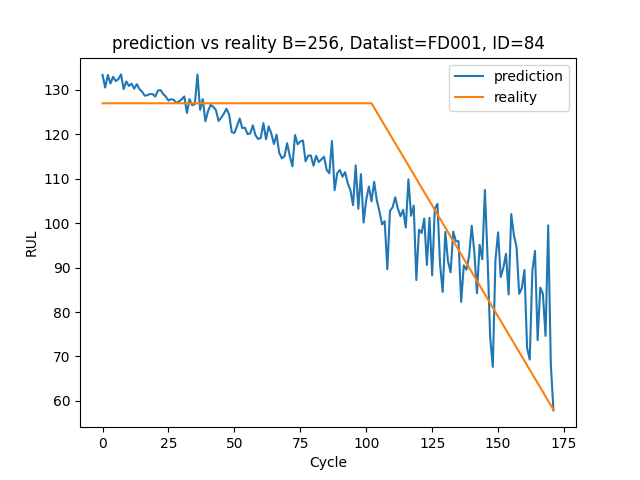 prediction vs reality B=256, Datalist=FD001, ID=84
prediction
reality
RUL
130
120
110
100
90
80
70
60
0 25 50 75 100 125 150 175
Cycle